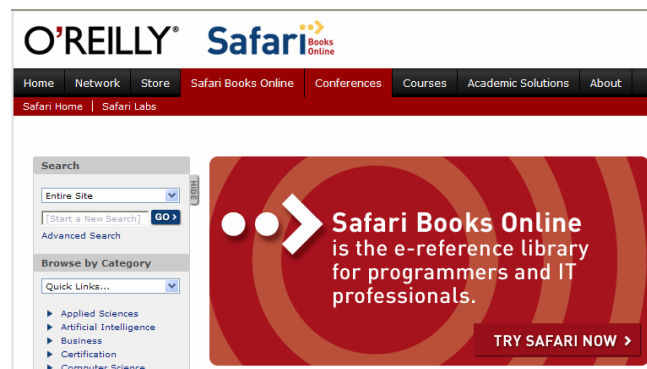 O'REILLY® Safari Books Online
Home Network Store Safari Books Online Conferences Courses Academic Solutions About
Safari Home | Safari Labs
Search
HIDE
Entire Site
[Start a New Search] GO >
Advanced Search
Browse by Category
Quick Links...
Applied Sciences
Artificial Intelligence
Business
Certification
Computer Science
Safari Books Online
is the e-reference library
for programmers and IT
professionals.
TRY SAFARI NOW >